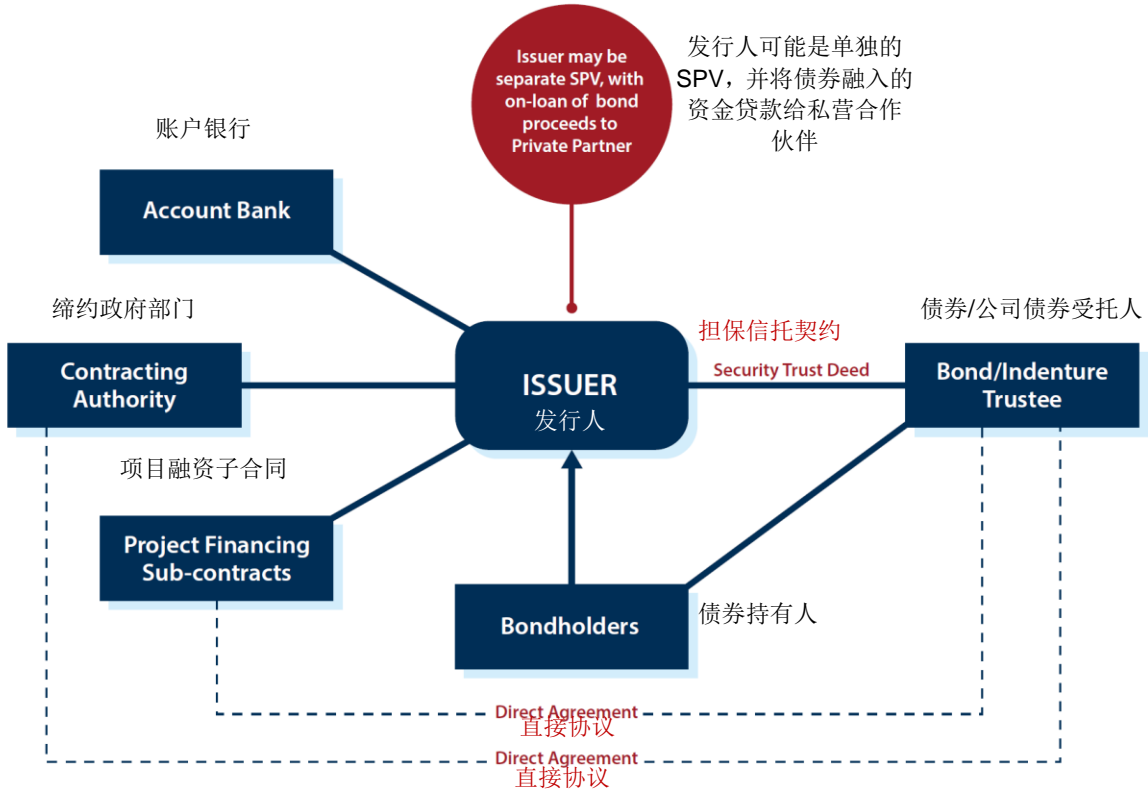 Issuer may be
separate SPV, with
on-loan of bond
proceeds to
Private Partner
发行人可能是单独的
SPV，并将债券融入的
资金贷款给私营合作
伙伴
账户银行
Account Bank
缔约政府部门
Contracting
Authority
ISSUER
发行人
担保信托契约
Security Trust Deed
债券/公司债券受托人
Bond/Indenture
Trustee
项目融资子合同
Project Financing
Sub-contracts
Bondholders
债券持有人
Direct Agreement
直接协议
Direct Agreement
直接协议